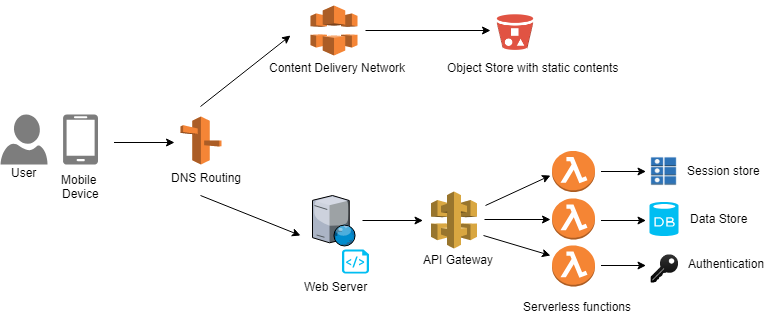 Content Delivery Network
Object Store with static contents
User
Mobile
Device
DNS Routing
Web Server
</>
API Gateway
Serverless functions
Session store
DB
Data Store
Authentication